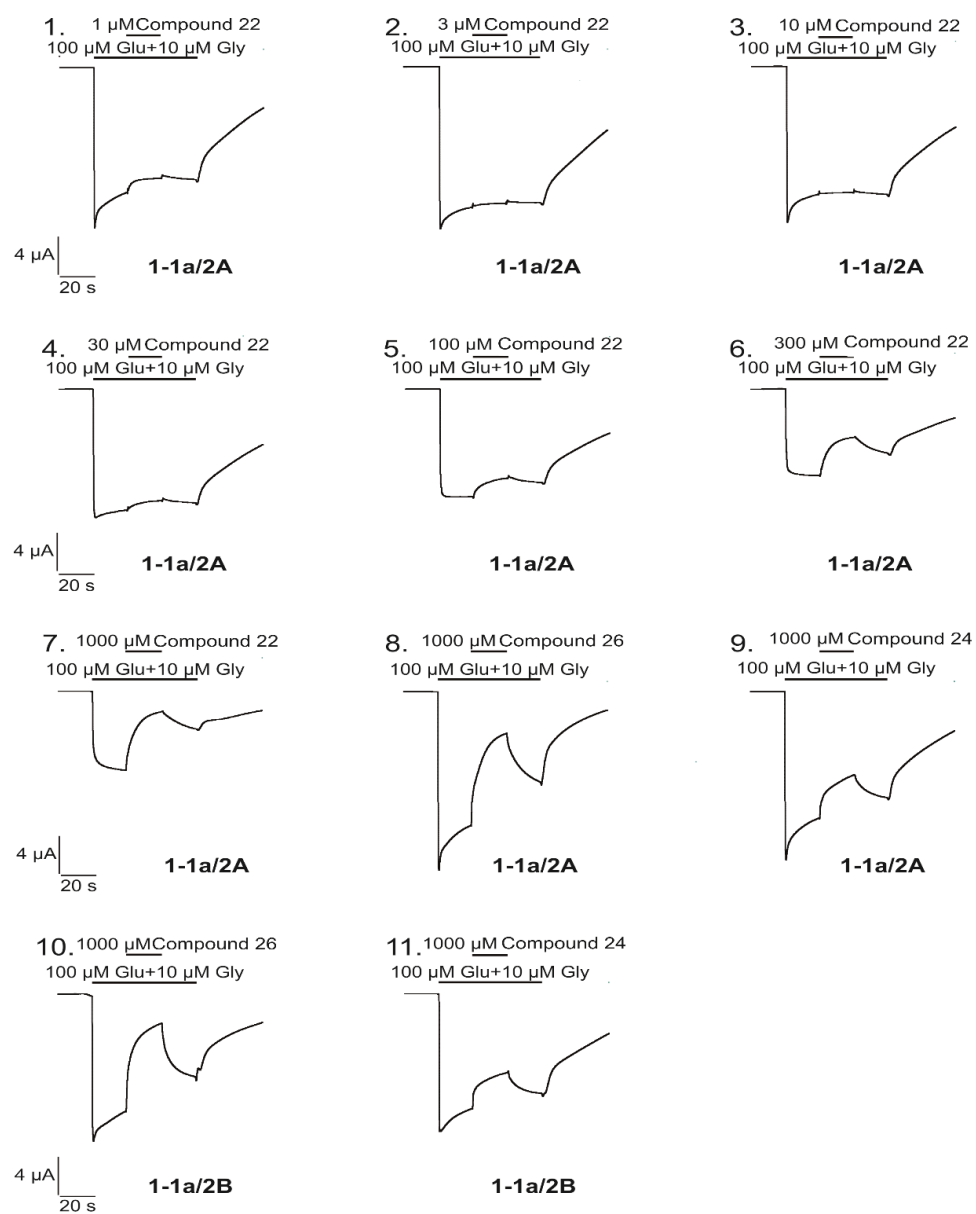 1. 1 µM Compound 22
100 µM Glu+10 µM Gly
4 µA
20 s
1-1a/2A
2. 3 µM Compound 22
100 µM Glu+10 µM Gly
1-1a/2A
3. 10 µM Compound 22
100 µM Glu+10 µM Gly
1-1a/2A
4. 30 µM Compound 22
100 µM Glu+10 µM Gly
4 µA
20 s
1-1a/2A
5. 100 µM Compound 22
100 µM Glu+10 µM Gly
1-1a/2A
6. 300 µM Compound 22
100 µM Glu+10 µM Gly
1-1a/2A
7. 1000 µM Compound 22
100 µM Glu+10 µM Gly
4 µA
20 s
1-1a/2A
8. 1000 µM Compound 26
100 µM Glu+10 µM Gly
1-1a/2A
9. 1000 µM Compound 24
100 µM Glu+10 µM Gly
1-1a/2A
10. 1000 µM Compound 26
100 µM Glu+10 µM Gly
4 µA
20 s
1-1a/2B
11. 1000 µM Compound 24
100 µM Glu+10 µM Gly
1-1a/2B